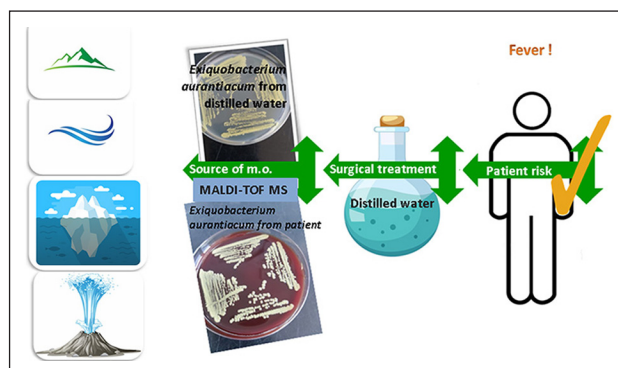 Fever !
Exiquobacterium
aurantiacum from
distilled water
Source of m.o.
Surgical treatment
Patient risk
MALDI-TOF MS
Distilled water
Exiquobacterium
aurantiacum from patient